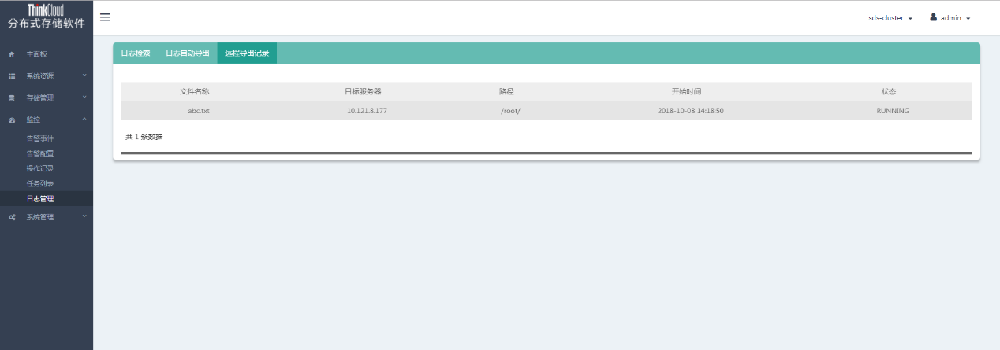 ThinkCloud
分布式存储软件
sds-cluster
admin
主面板
系统资源
存储管理
监控
告警事件
告警配置
操作记录
任务列表
日志管理
系统管理
日志检索 日志自动导出 远程导出记录
文件名称 目标服务器 路径 开始时间 状态
abc.txt 10.121.8.177 /root/ 2018-10-08 14:18:50 RUNNING
共 1 条数据